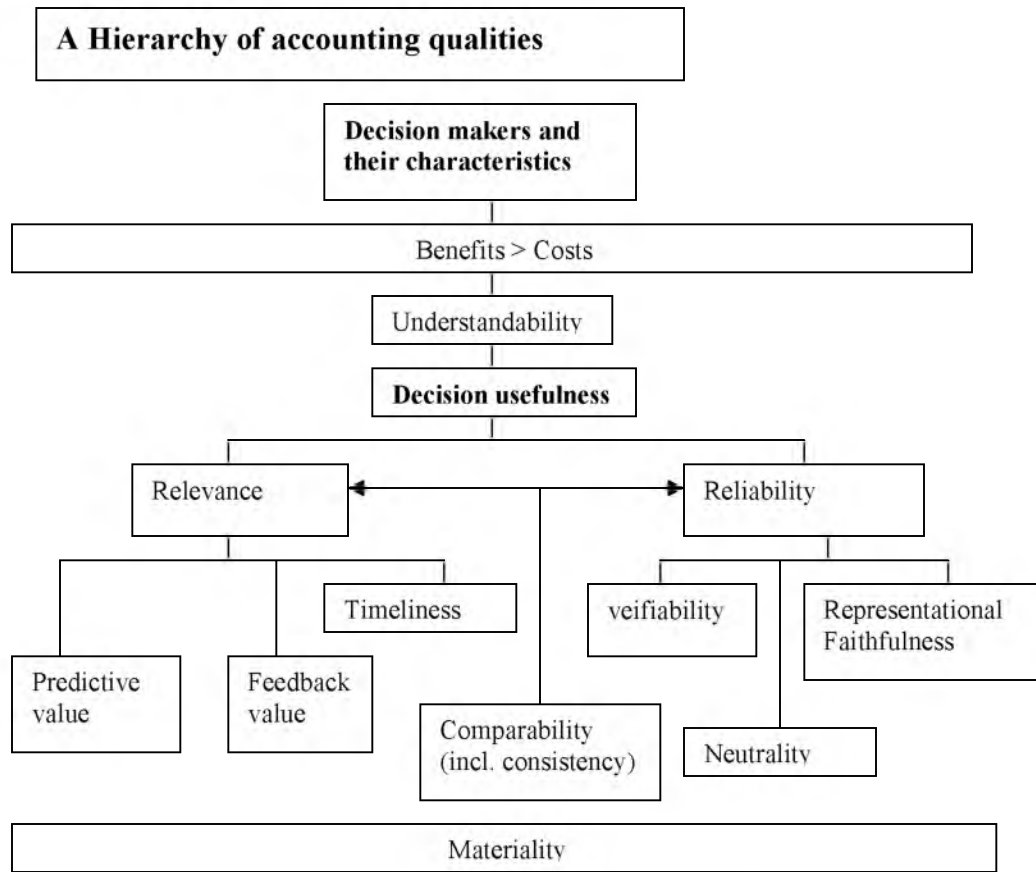 A Hierarchy of accounting qualities
Decision makers and
their characteristics
Benefits > Costs
Understandability
Decision usefulness
Relevance
Reliability
Timeliness
veifiability
Representational
Faithfulness
Predictive
value
Feedback
value
Comparability
(incl. consistency)
Neutrality
Materiality